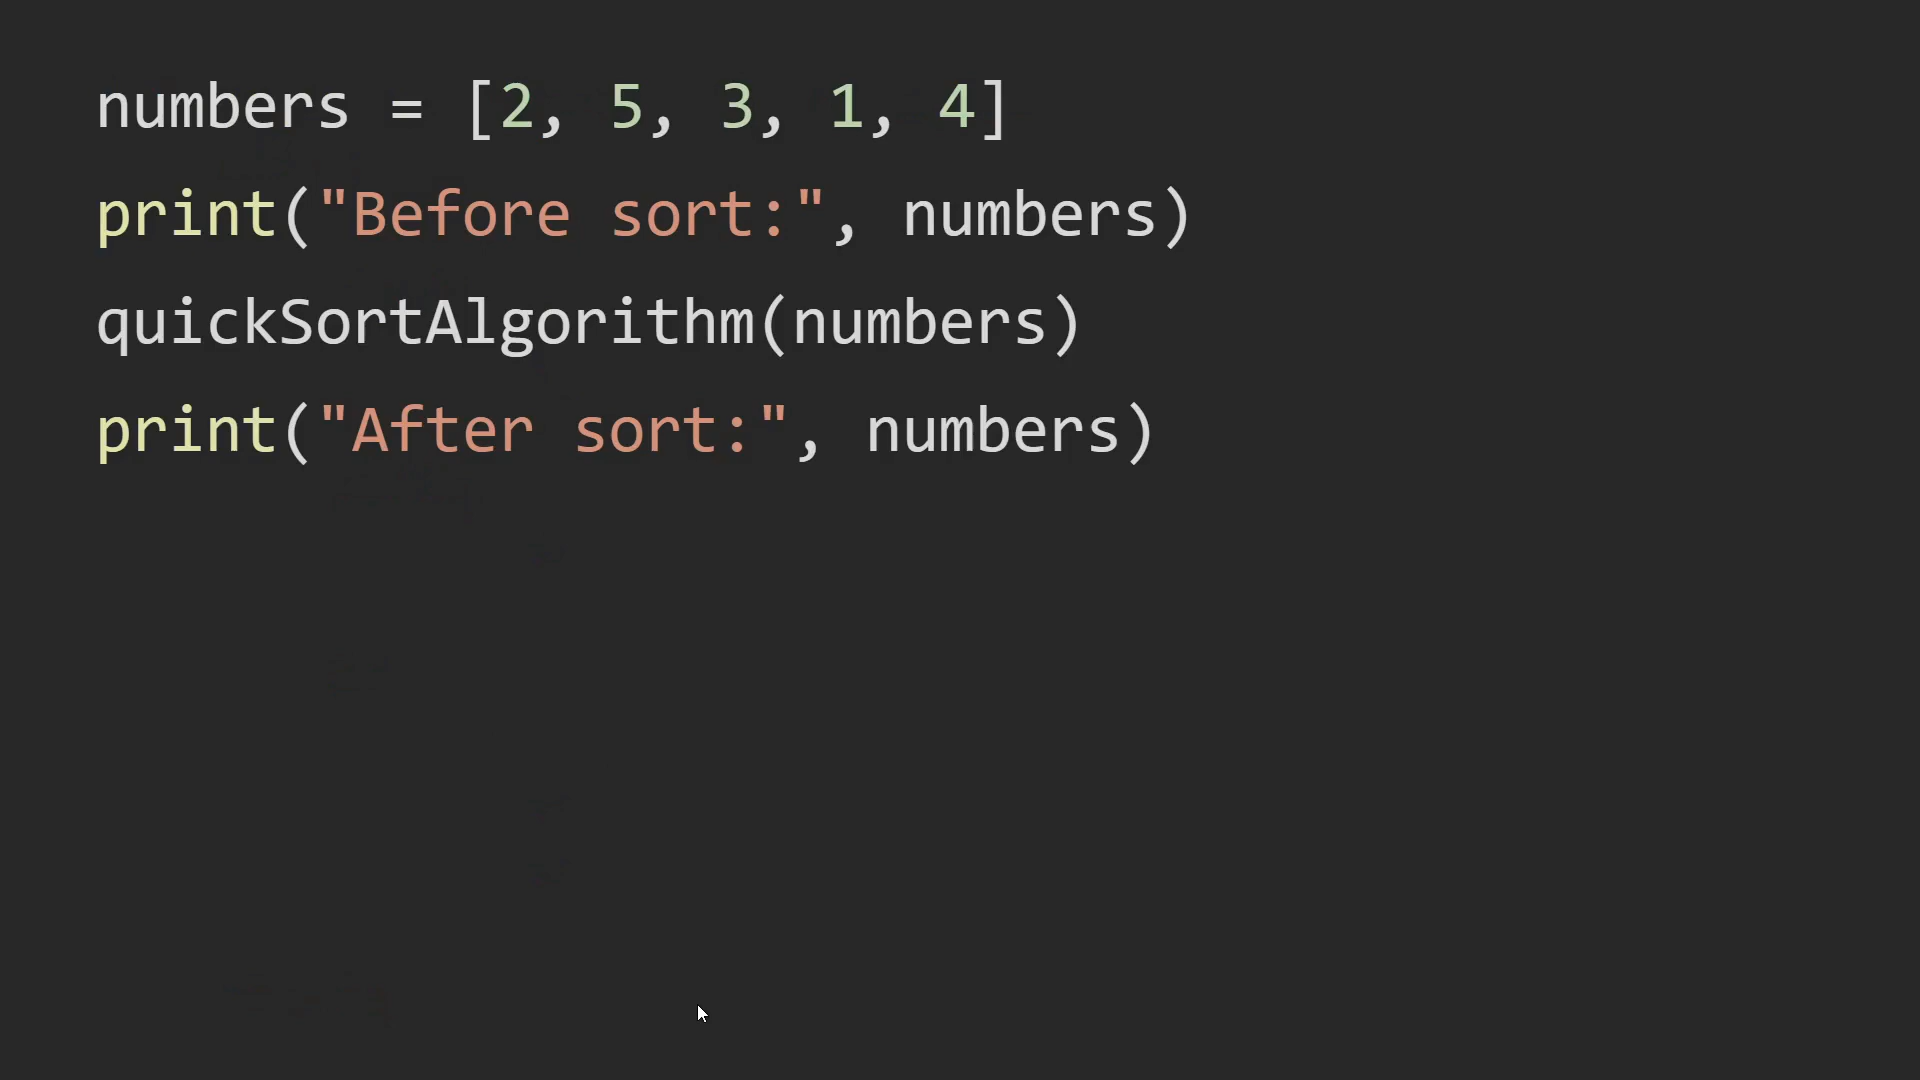 numbers = [2, 5, 3, 1, 4]
print("Before sort:", numbers)
quickSortAlgorithm(numbers)
print("After sort:", numbers)